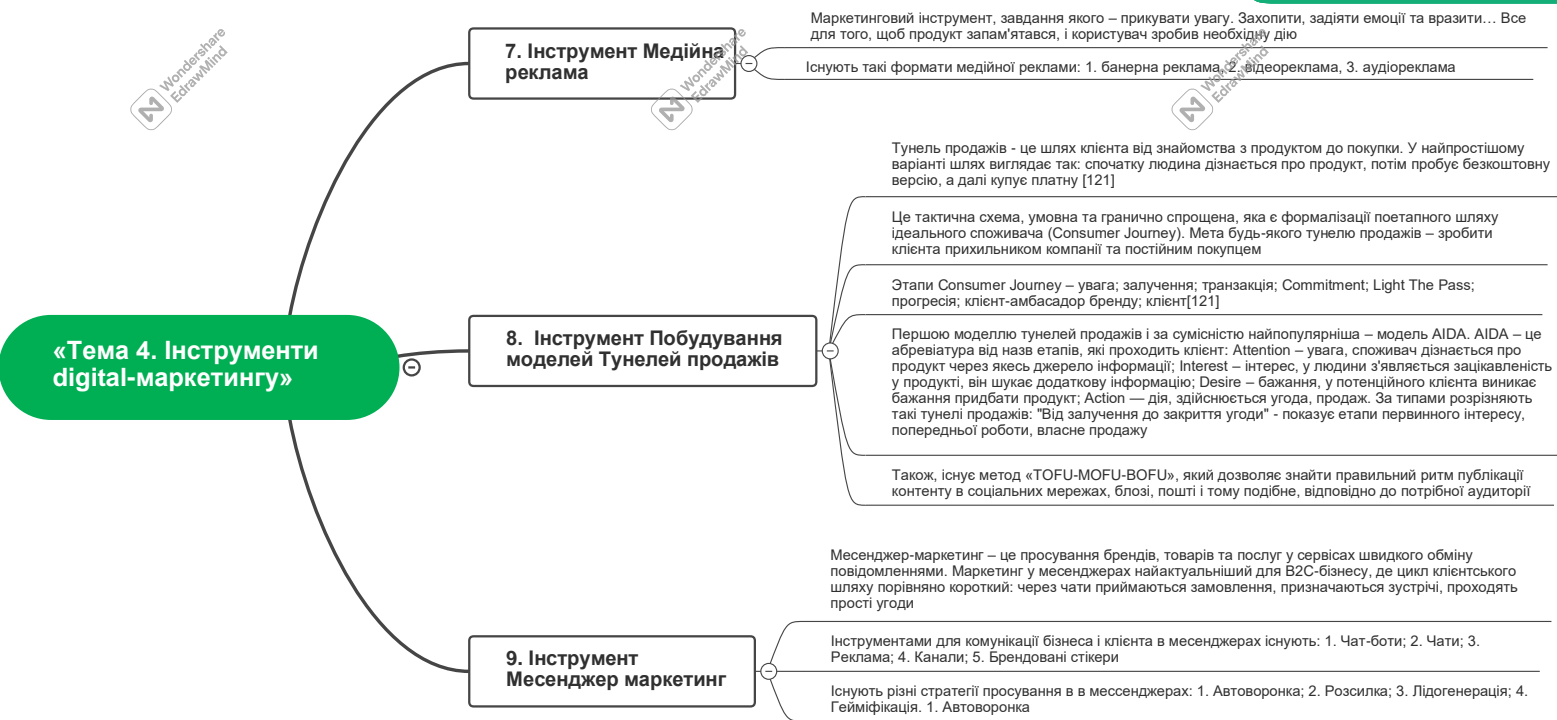 «Тема 4. Інструменти
digital-маркетингу»
7. Інструмент Медійна
реклама
Маркетинговий інструмент, завдання якого – прикувати увагу. Захопити, задіяти емоції та вразити… Все
для того, щоб продукт запам'ятався, і користувач зробив необхідну дію
Існують такі формати медійної реклами: 1. банерна реклама, 2. відеореклама, 3. аудіореклама
8. Інструмент Побудування
моделей Тунелей продажів
Тунель продажів - це шлях клієнта від знайомства з продуктом до покупки. У найпростішому
варіанті шлях виглядає так: спочатку людина дізнається про продукт, потім пробує безкоштовну
версію, а далі купує платну [121]
Це тактична схема, умовна та гранично спрощена, яка є формалізації поетапного шляху
ідеального споживача (Consumer Journey). Мета будь-якого тунелю продажів – зробити
клієнта прихильником компанії та постійним покупцем
Этапи Consumer Journey – увага; залучення; транзакція; Commitment; Light The Pass;
прогресія; клієнт-амбасадор бренду; клієнт[121]
Першою моделлю тунелей продажів і за сумісністю найпопулярніша – модель AIDA. AIDA – це
абревіатура від назв етапів, які проходить клієнт: Attention – увага, споживач дізнається про
продукт через якесь джерело інформації; Interest – інтерес, у людини з'являється зацікавленість
у продукті, він шукає додаткову інформацію; Desire – бажання, у потенційного клієнта виникає
бажання придбати продукт; Action — дія, здійснюється угода, продаж. За типами розрізняють
такі тунелі продажів: "Від залучення до закриття угоди" - показує етапи первинного інтересу,
попередньої роботи, власне продажу
Також, існує метод «TOFU-MOFU-BOFU», який дозволяє знайти правильний ритм публікації
контенту в соціальних мережах, блозі, пошті і тому подібне, відповідно до потрібної аудиторії
9. Інструмент
Месенджер маркетинг
Месенджер-маркетинг – це просування брендів, товарів та послуг у сервісах швидкого обміну
повідомленнями. Маркетинг у месенджерах найактуальніший для B2C-бізнесу, де цикл клієнтського
шляху порівняно короткий: через чати приймаються замовлення, призначаються зустрічі, проходять
прості угоди
Інструментами для комунікації бізнеса і клієнта в месенджерах існують: 1. Чат-боти; 2. Чати; 3.
Реклама; 4. Канали; 5. Брендовані стікери
Існують різні стратегії просування в в мессенджерах: 1. Автоворонка; 2. Розсилка; 3. Лідогенерація; 4.
Гейміфікація. 1. Автоворонка
Wondershare
EdrawMind
Wondershare
EdrawMind
Wondershare
EdrawMind